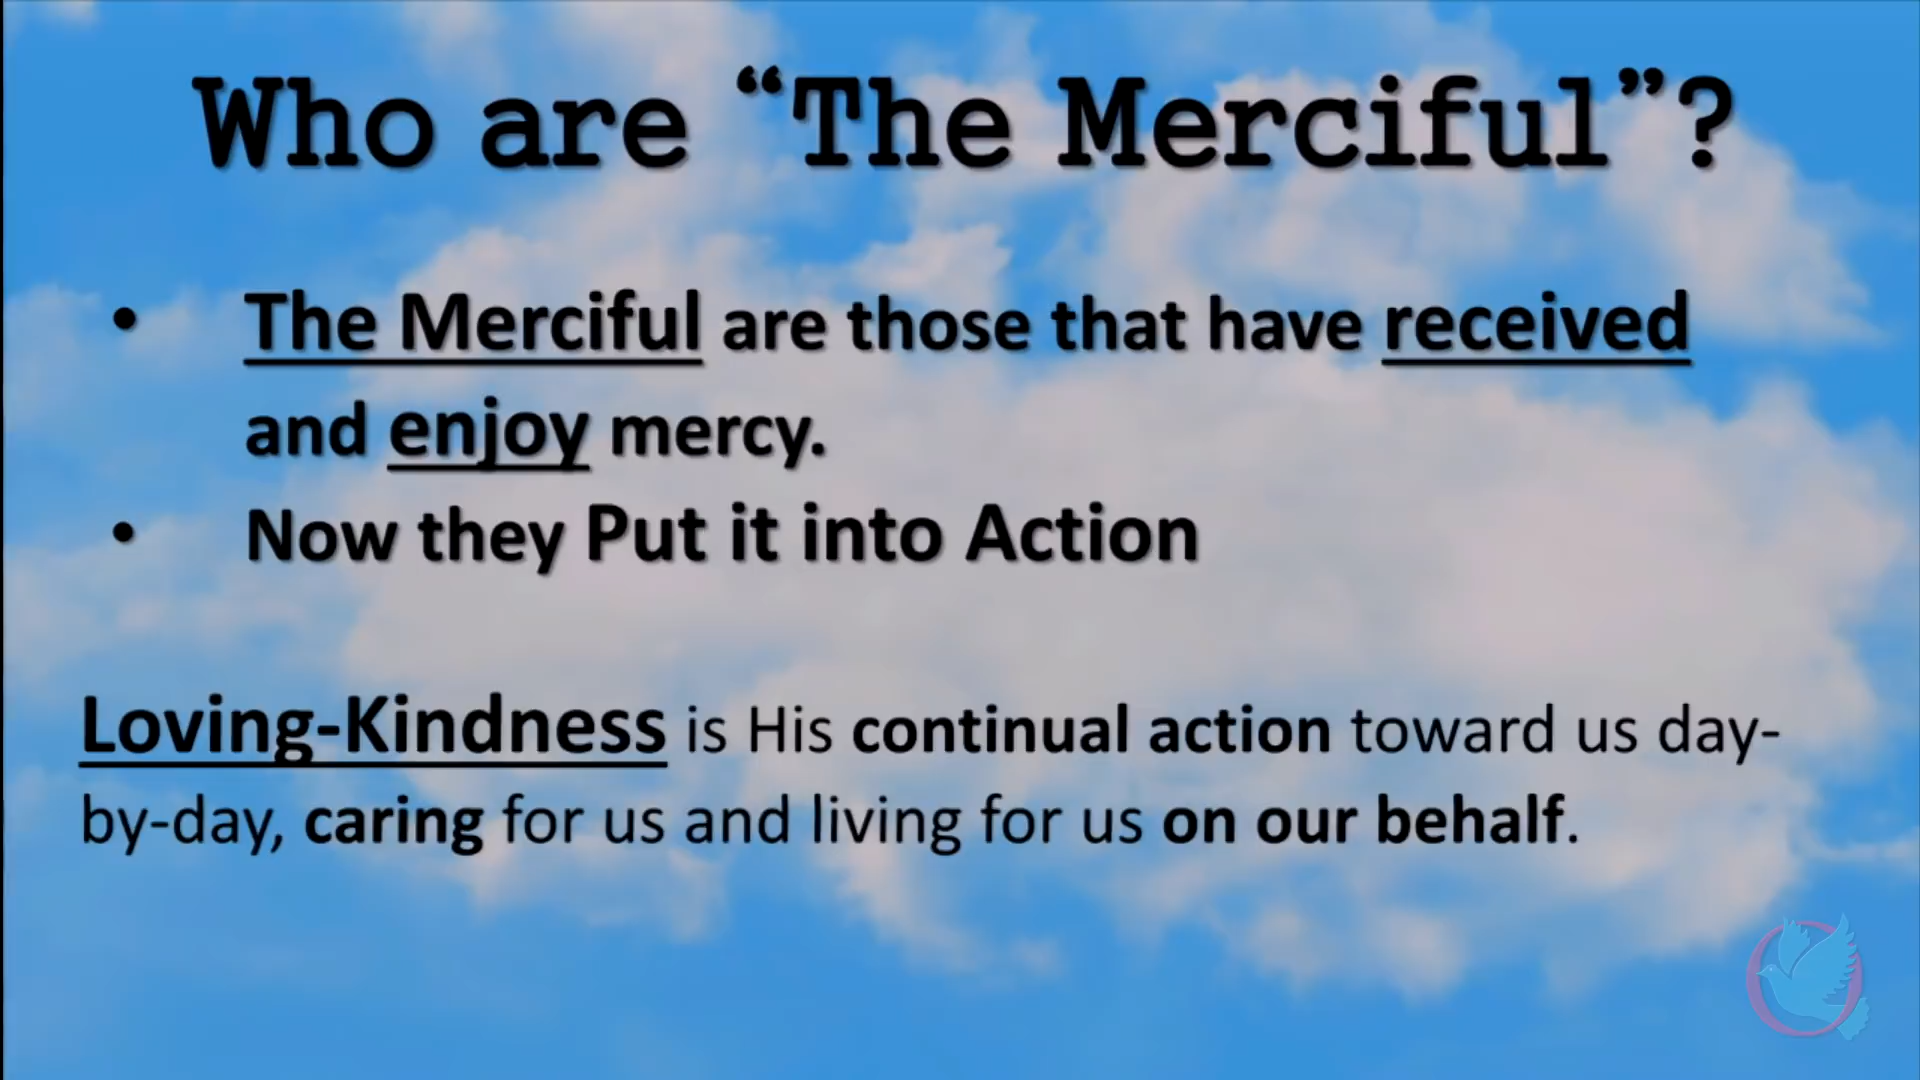 Who are “The Merciful”?
• The Merciful are those that have received
and enjoy mercy.
• Now they Put it into Action
Loving-Kindness is His continual action toward us day-
by-day, caring for us and living for us on our behalf.